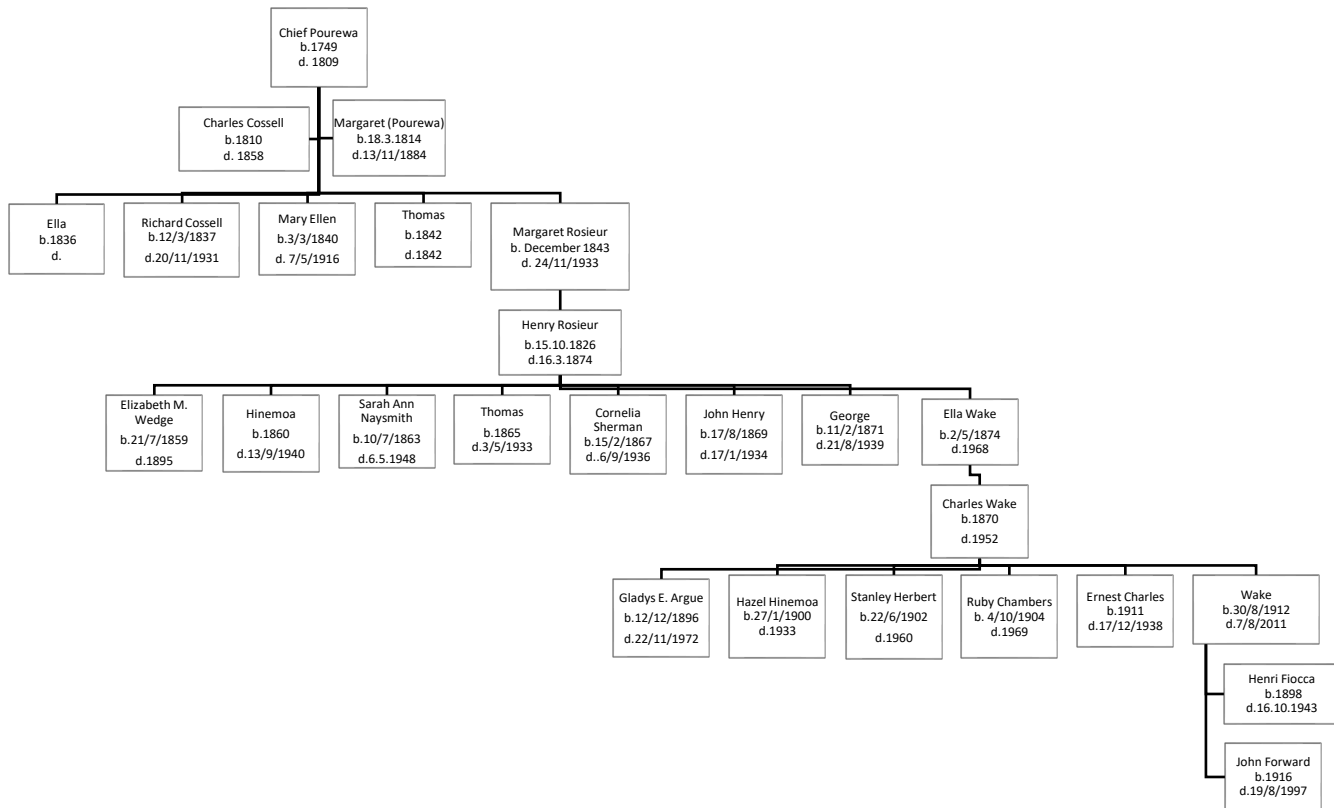 Chief Pourewa
b.1749
d. 1809
Charles Cossell
b.1810
d. 1858
Margaret (Pourewa)
b.18.3.1814
d.13/11/1884
Ella
b.1836
d.
Richard Cossell
b.12/3/1837
d.20/11/1931
Mary Ellen
b.3/3/1840
d. 7/5/1916
Thomas
b.1842
d.1842
Margaret Rosieur
b. December 1843
d. 24/11/1933
Henry Rosieur
b.15.10.1826
d.16.3.1874
Elizabeth M.
Wedge
b.21/7/1859
d.1895
Hinemoa
b.1860
d.13/9/1940
Sarah Ann
Naysmith
b.10/7/1863
d.6.5.1948
Thomas
b.1865
d.3/5/1933
Cornelia
Sherman
b.15/2/1867
d..6/9/1936
John Henry
b.17/8/1869
d.17/1/1934
George
b.11/2/1871
d.21/8/1939
Ella Wake
b.2/5/1874
d.1968
Charles Wake
b.1870
d.1952
Gladys E. Argue
b.12/12/1896
d.22/11/1972
Hazel Hinemoa
b.27/1/1900
d.1933
Stanley Herbert
b.22/6/1902
d.1960
Ruby Chambers
b. 4/10/1904
d.1969
Ernest Charles
b.1911
d.17/12/1938
Wake
b.30/8/1912
d.7/8/2011
Henri Fiocca
b.1898
d.16.10.1943
John Forward
b.1916
d.19/8/1997